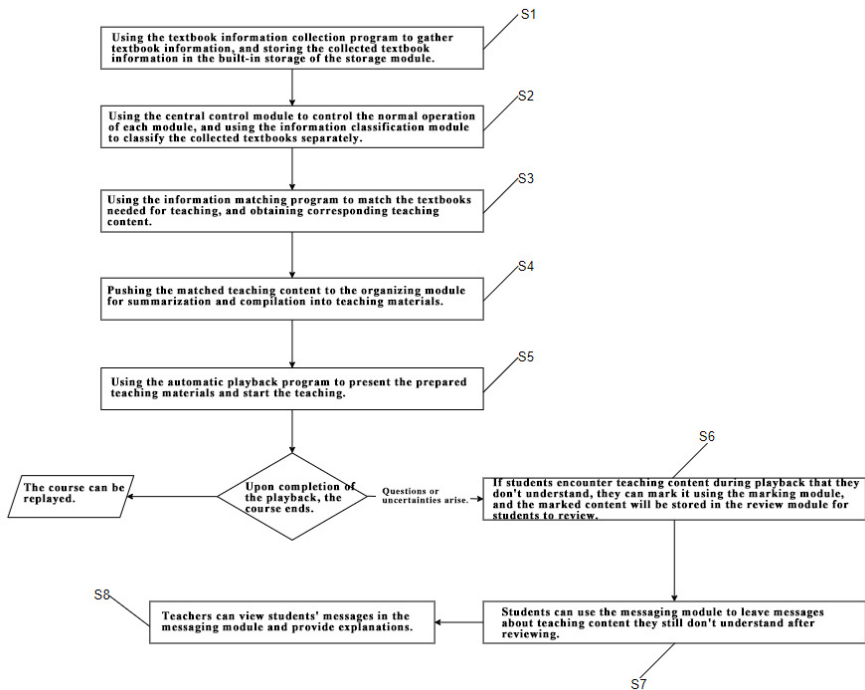 S1
Using the textbook information collection program to gather
textbook information, and storing the collected textbook
information in the built-in storage of the storage module.
S2
Using the central control module to control the normal operation
of each module, and using the information classification module
to classify the collected textbooks separately.
S3
Using the information matching program to match the textbooks
needed for teaching, and obtaining corresponding teaching
content.
S4
Pushing the matched teaching content to the organizing module
for summarization and compilation into teaching materials.
S5
Using the automatic playback program to present the prepared
teaching materials and start the teaching.
The course can be
replayed.
Upon completion of
the playback, the
course ends.
Questions or
uncertainties arise.
S6
If students encounter teaching content during playback that they
don't understand, they can mark it using the marking module,
and the marked content will be stored in the review module for
students to review.
S8
Teachers can view students' messages in the
messaging module and provide explanations.
Students can use the messaging module to leave messages
about teaching content they still don't understand after
reviewing.
S7